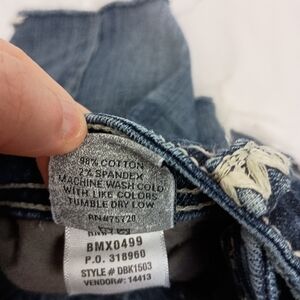 98% COTTON
2% SPANDEX
MACHINE WASH COLD
WITH LIKE COLORS
TUMBLE DRY LOW
RN#75720
BMX0499
P.O. 318960
STYLE # DBK1503
VENDOR#: 14413